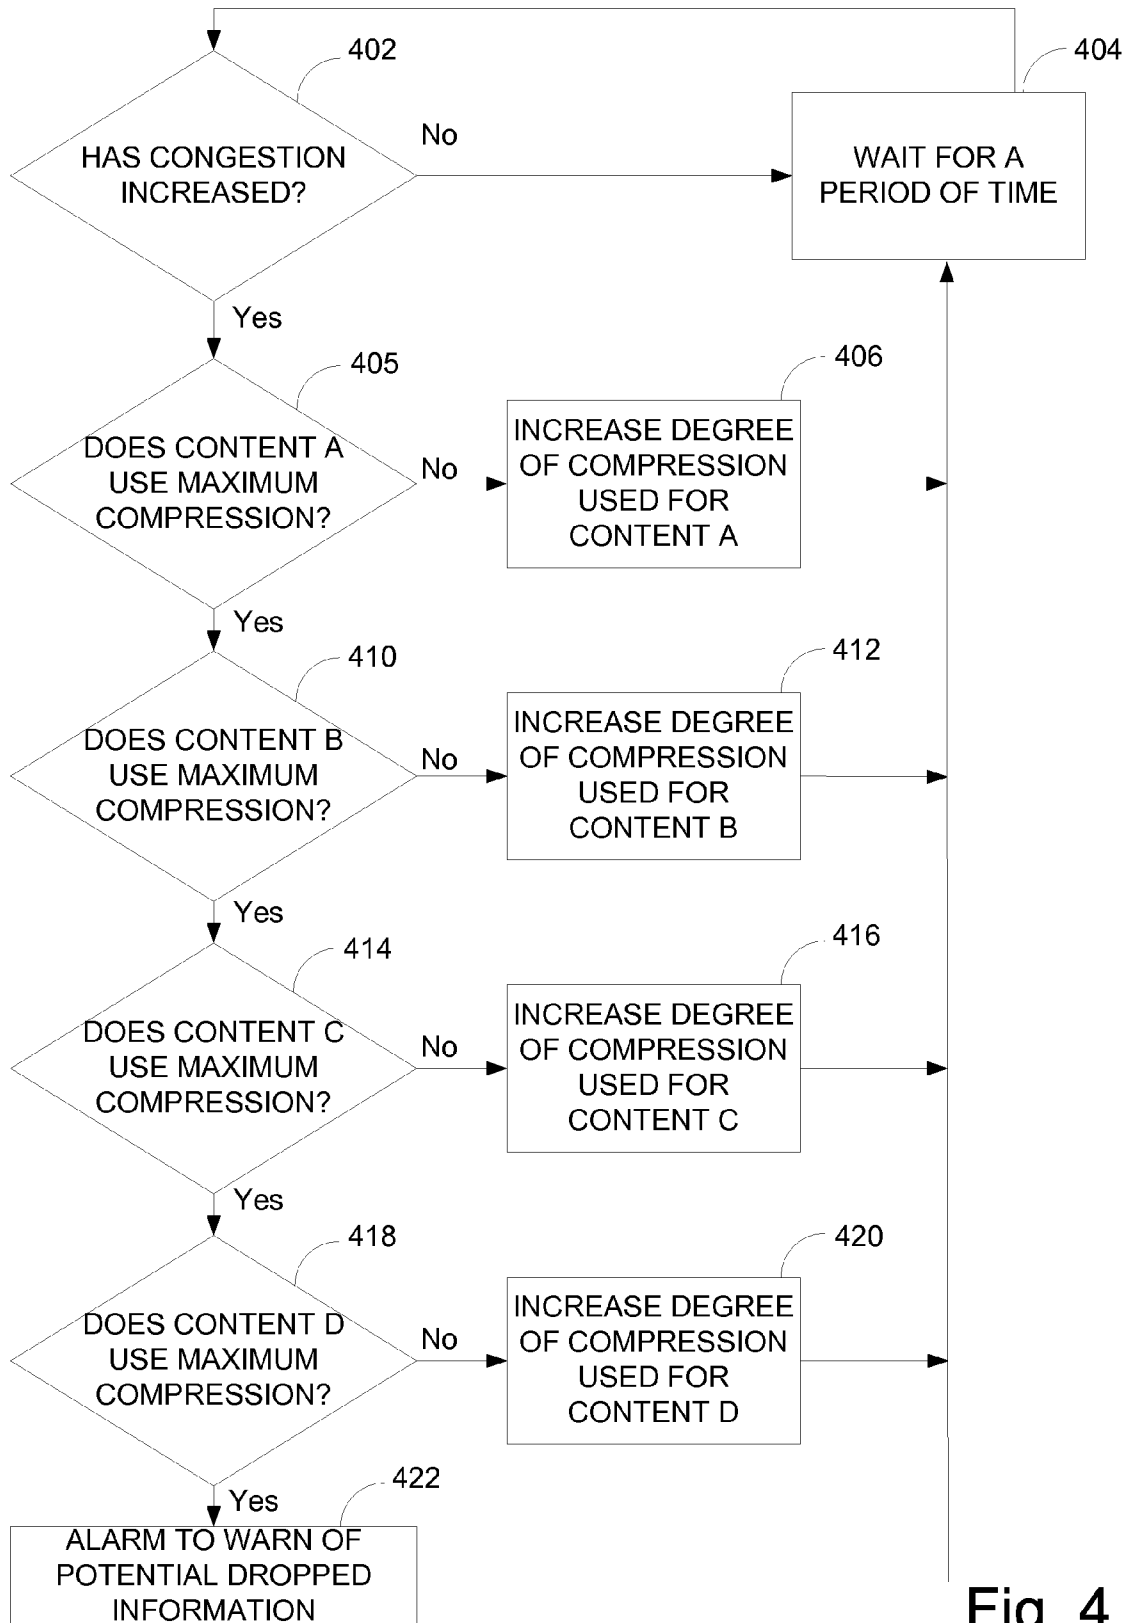 402
404
HAS CONGESTION
INCREASED?
No
WAIT FOR A
PERIOD OF TIME
Yes
405
406
DOES CONTENT A
USE MAXIMUM
COMPRESSION?
No
INCREASE DEGREE
OF COMPRESSION
USED FOR
CONTENT A
Yes
410
412
DOES CONTENT B
USE MAXIMUM
COMPRESSION?
No
INCREASE DEGREE
OF COMPRESSION
USED FOR
CONTENT B
Yes
414
416
DOES CONTENT C
USE MAXIMUM
COMPRESSION?
No
INCREASE DEGREE
OF COMPRESSION
USED FOR
CONTENT C
Yes
418
420
DOES CONTENT D
USE MAXIMUM
COMPRESSION?
No
INCREASE DEGREE
OF COMPRESSION
USED FOR
CONTENT D
Yes
422
ALARM TO WARN OF
POTENTIAL DROPPED
INFORMATION
Fig. 4